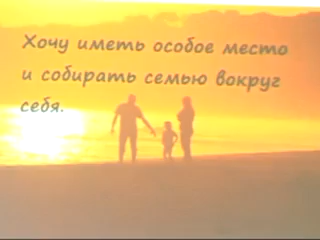 Хочу иметь особое место
и собирать семью вокруг
себя.